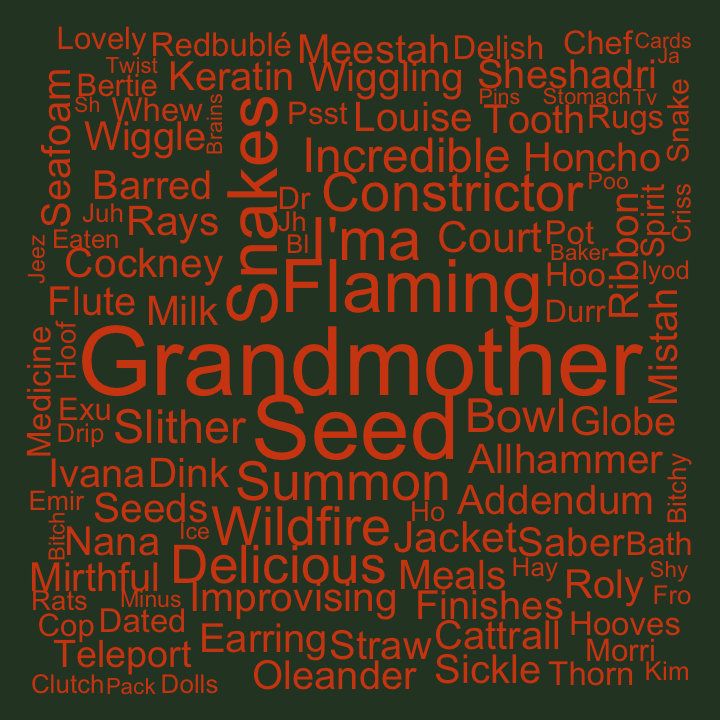 Lovely Redbublé Meestah Delish Chef Cards
Twist Ja
Bertie Keratin Wiggling Sheshadri
Sh Whew Psst Louise Pins Stomach Tv
Wiggle Brains Tooth Rugs Snake
Seafoam Snakes Incredible Honcho
Barred Dr Constrictor Poo
Juh Rays Jh I'ma Court Pot Ribbon Spirit Criss
Jeez Eaten Bl Baker
Cockney Flaming Hoo Iyod
Flute Milk Durr Mistah
Medicine Hoof Grandmother
Exu Seed Bowl Globe
Drip Slither
Ivana Dink Summon Allhammer Bitchy
Emir Seeds Ho Addendum
Bitch Nana Ice Wildfire Jacket Saber Bath
Mirthful Delicious Meals Hay Roly Shy
Rats Minus Improvising Finishes Fro
Cop Dated Hooves
Teleport Earring Straw Cattrall Morri
Clutch Pack Dolls Oleander Sickle Thorn Kim